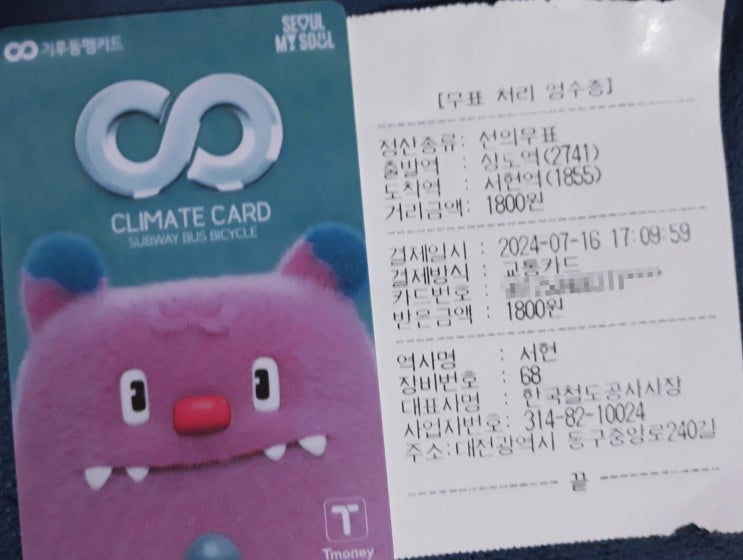 기후동행카드
SEOUL
MY SOUL
CLIMATE CARD
SUBWAY BUS BICYCLE
Tmoney
[무표 처리 영수증]
정산종류: 선의무표
출발역 : 상도역(2741)
도착역 : 서현역(1855)
거리금액: 1800원
결제일시 : 2024-07-16 17:09:59
결제방식 : 교통카드
카드번호 :
받은금액 : 1800원
역사명 : 서현
장비번호 : 68
대표자명 : 한국철도공사사장
사업자번호: 314-82-10024
주소:대전광역시 동구중앙로240길
끝